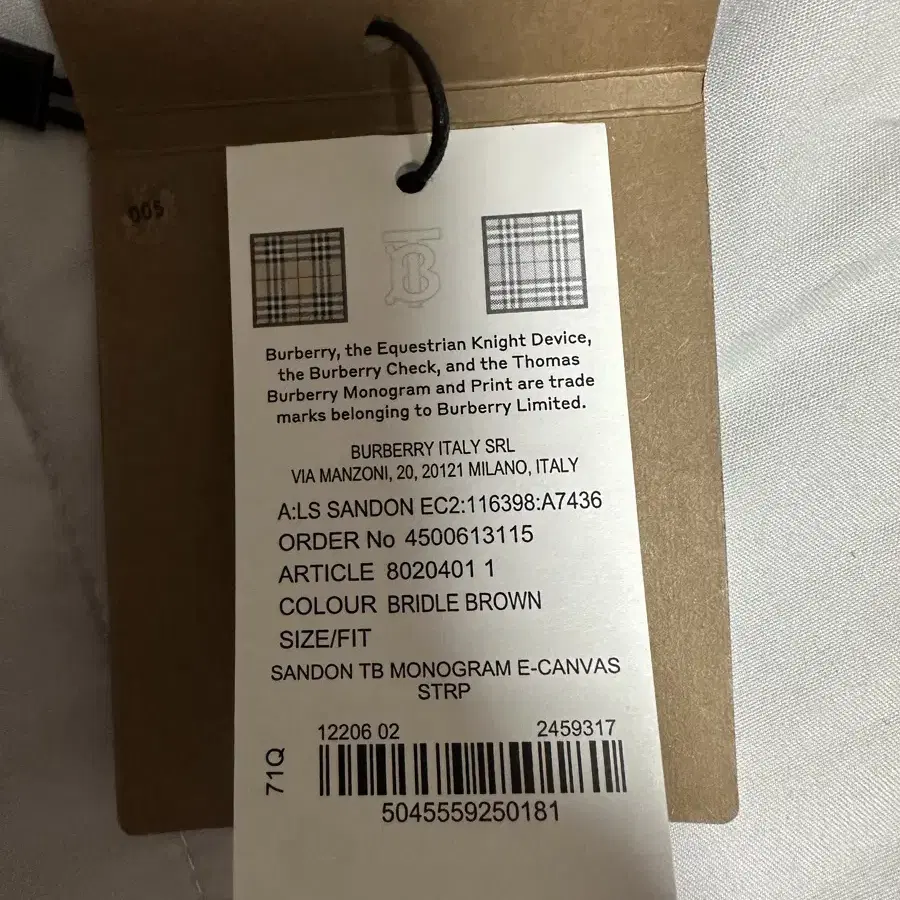 005
Burberry, the Equestrian Knight Device,
the Burberry Check, and the Thomas
Burberry Monogram and Print are trade
marks belonging to Burberry Limited.
BURBERRY ITALY SRL
VIA MANZONI, 20, 20121 MILANO, ITALY
A:LS SANDON EC2:116398:A7436
ORDER No 4500613115
ARTICLE 8020401 1
COLOUR BRIDLE BROWN
SIZE/FIT
SANDON TB MONOGRAM E-CANVAS
STRP
12206 02 2459317
71Q
5045559250181